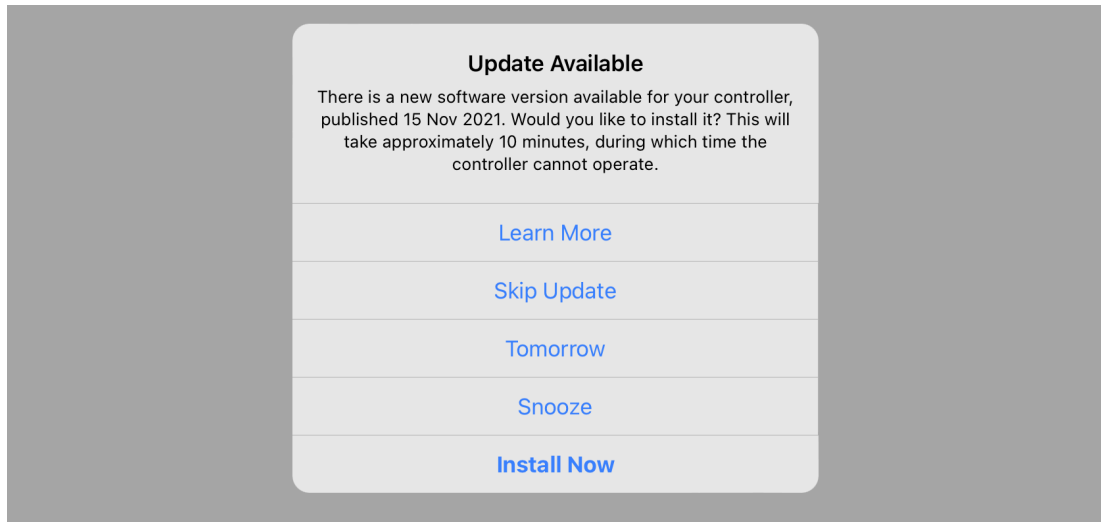 Update Available
There is a new software version available for your controller,
published 15 Nov 2021. Would you like to install it? This will
take approximately 10 minutes, during which time the
controller cannot operate.
Learn More
Skip Update
Tomorrow
Snooze
Install Now